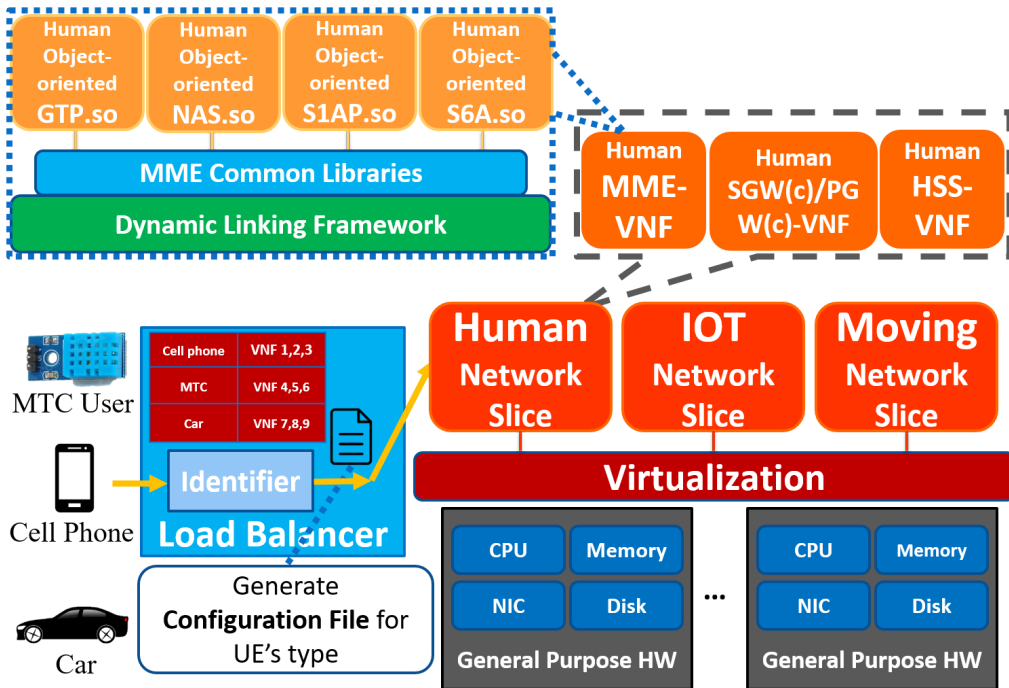 Human
Object-
oriented
GTP.so
Human
Object-
oriented
NAS.so
Human
Object-
oriented
S1AP.so
Human
Object-
oriented
S6A.so
MME Common Libraries
Dynamic Linking Framework
Human
MME-
VNF
Human
SGW(c)/PG
W(c)-VNF
Human
HSS-
VNF
Human
Network
Slice
IOT
Network
Slice
Moving
Network
Slice
MTC User
Cell Phone
Car
Cell phone VNF 1,2,3
MTC VNF 4,5,6
Car VNF 7,8,9
Identifier
Load Balancer
Generate
Configuration File for
UE's type
Virtualization
CPU Memory
NIC Disk
General Purpose HW
...
CPU Memory
NIC Disk
General Purpose HW